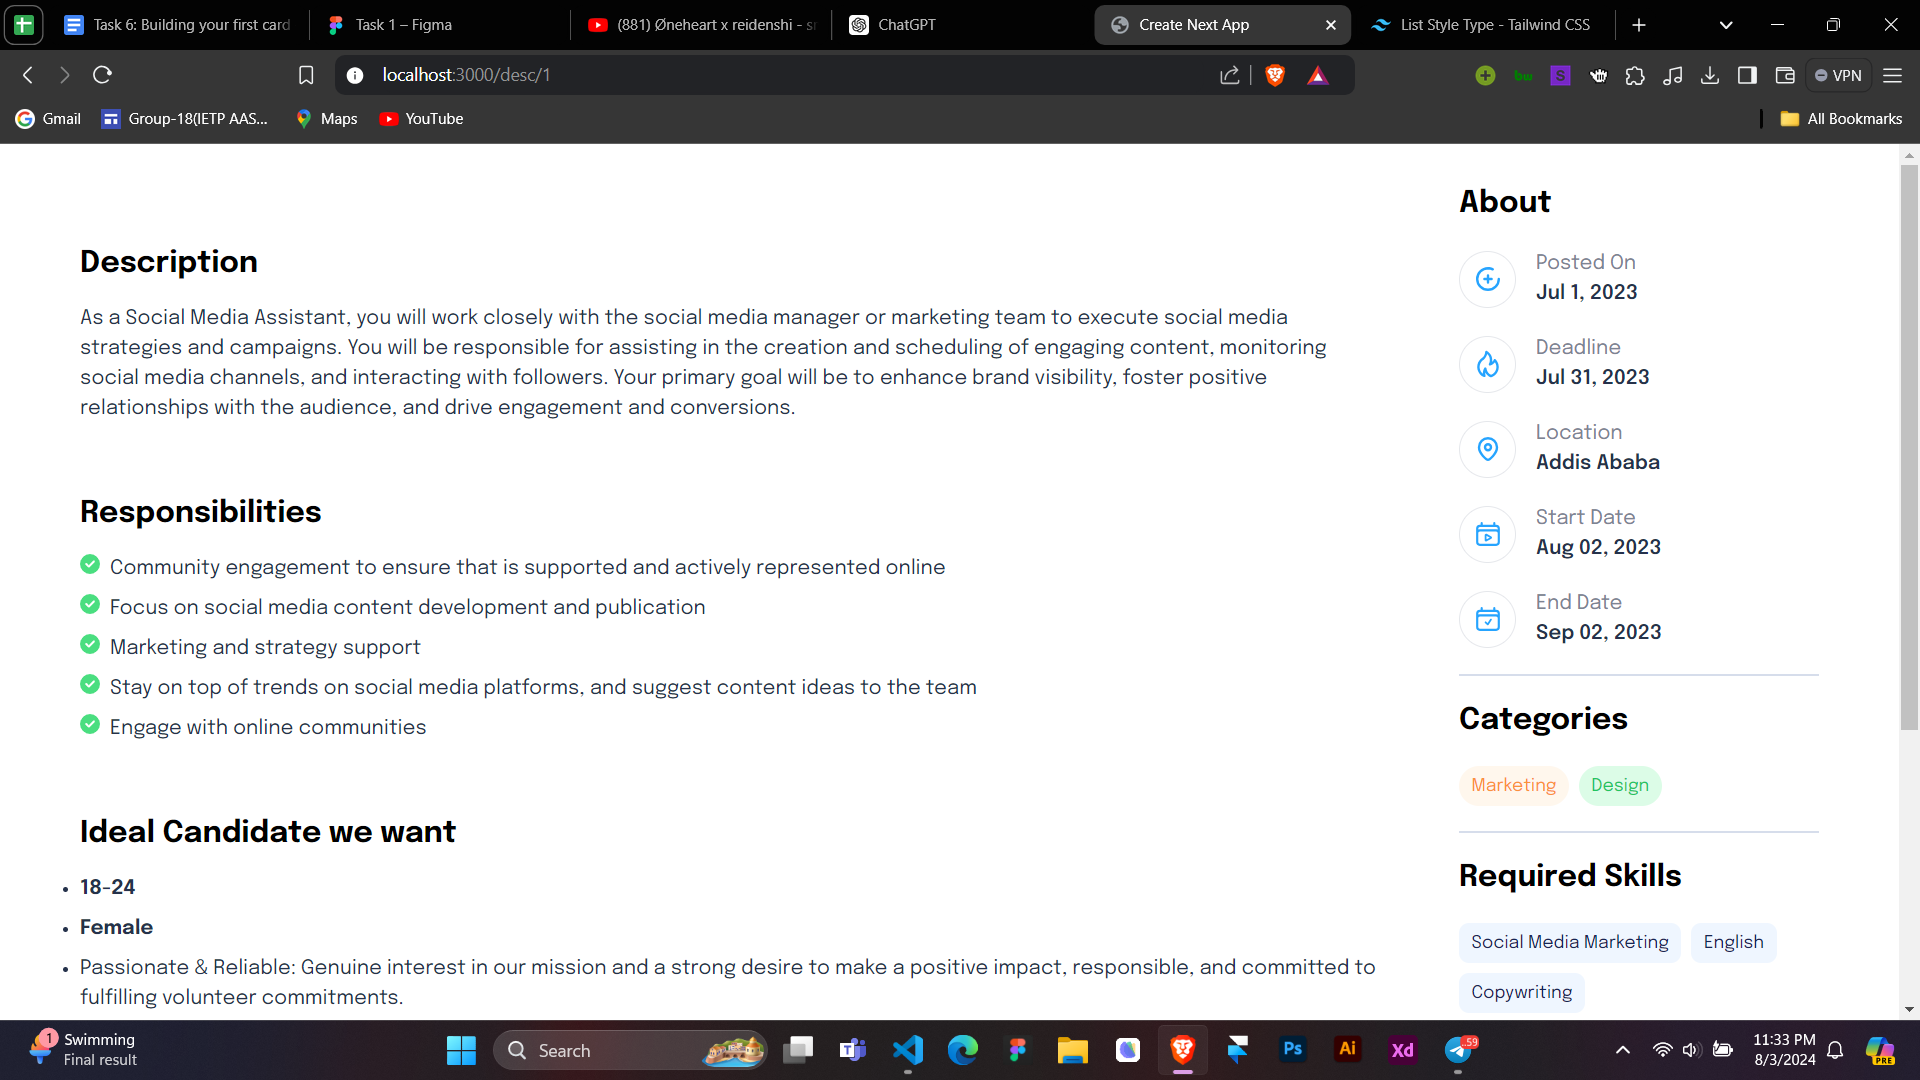 Task 6: Building your first card
Task 1 – Figma
(881) Øneheart x reidenshi - sn
ChatGPT
Create Next App
List Style Type - Tailwind CSS
localhost:3000/desc/1
bw
S
VPN
Gmail
Group-18(IETP AAS...
Maps
YouTube
All Bookmarks
Description
As a Social Media Assistant, you will work closely with the social media manager or marketing team to execute social media
strategies and campaigns. You will be responsible for assisting in the creation and scheduling of engaging content, monitoring
social media channels, and interacting with followers. Your primary goal will be to enhance brand visibility, foster positive
relationships with the audience, and drive engagement and conversions.
Responsibilities
Community engagement to ensure that is supported and actively represented online
Focus on social media content development and publication
Marketing and strategy support
Stay on top of trends on social media platforms, and suggest content ideas to the team
Engage with online communities
Ideal Candidate we want
• 18-24
• Female
• Passionate & Reliable: Genuine interest in our mission and a strong desire to make a positive impact, responsible, and committed to
fulfilling volunteer commitments.
About
Posted On
Jul 1, 2023
Deadline
Jul 31, 2023
Location
Addis Ababa
Start Date
Aug 02, 2023
End Date
Sep 02, 2023
Categories
Marketing
Design
Required Skills
Social Media Marketing
English
Copywriting
1
Swimming
Final result
Search
Ps
Ai
Xd
59
11:33 PM
8/3/2024
PRE